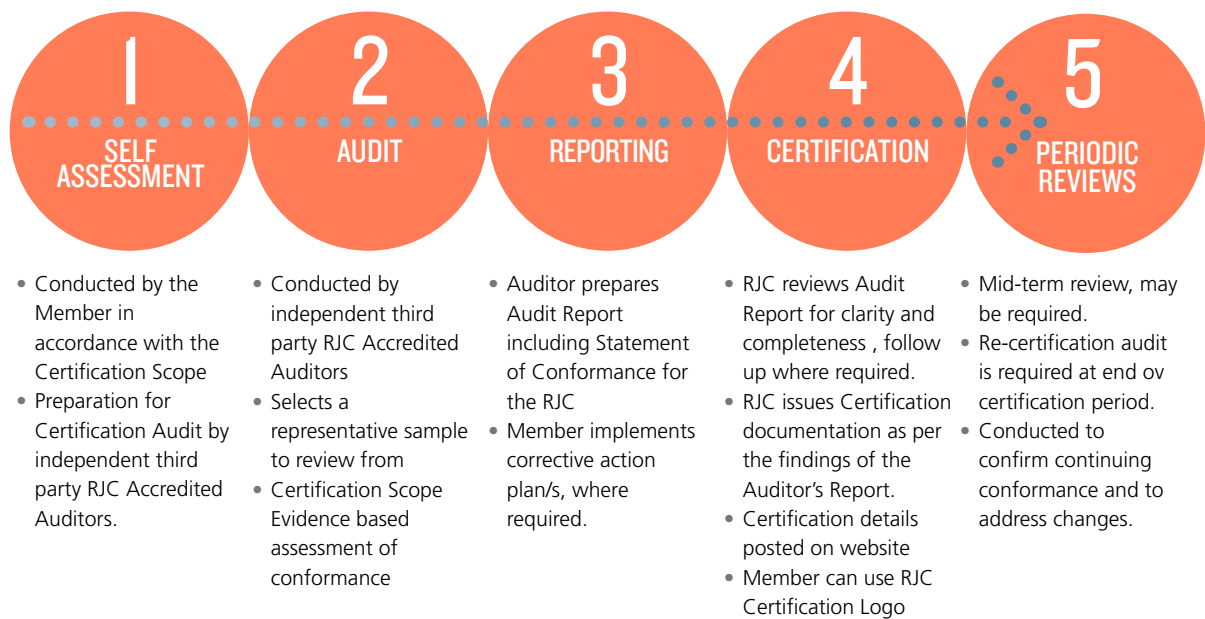 1
SELF
ASSESSMENT
• Conducted by the
Member in
accordance with the
Certification Scope
• Preparation for
Certification Audit by
independent third
party RJC Accredited
Auditors.
2
AUDIT
• Conducted by
independent third
party RJC Accredited
Auditors
• Selects a
representative sample
to review from
• Certification Scope
Evidence based
assessment of
conformance
3
REPORTING
• Auditor prepares
Audit Report
including Statement
of Conformance for
the RJC
• Member implements
corrective action
plan/s, where
required.
4
CERTIFICATION
• RJC reviews Audit
Report for clarity and
completeness , follow
up where required.
• RJC issues Certification
documentation as per
the findings of the
Auditor’s Report.
• Certification details
posted on website
• Member can use RJC
Certification Logo
5
PERIODIC
REVIEWS
• Mid-term review, may
be required.
• Re-certification audit
is required at end ov
certification period.
• Conducted to
confirm continuing
conformance and to
address changes.